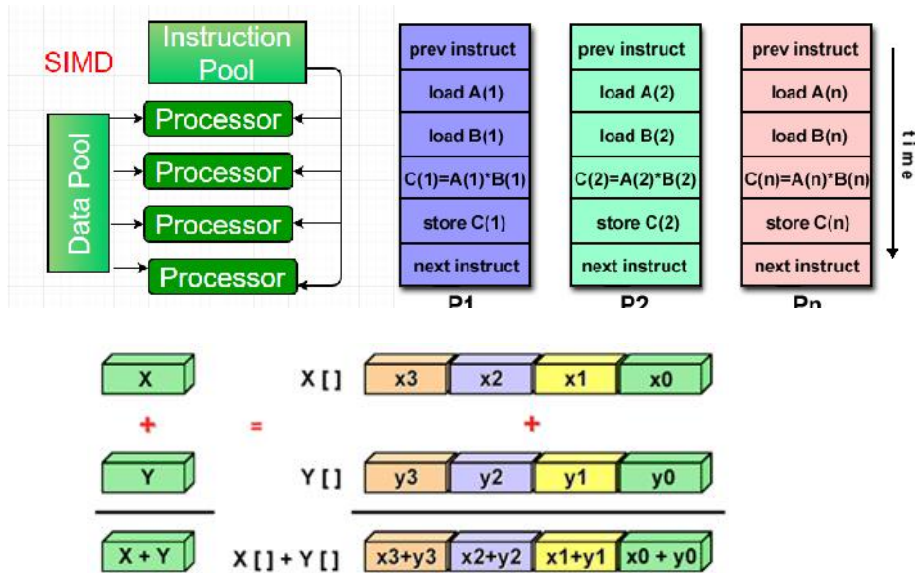 SIMD
Instruction
Pool
Data Pool
Processor
Processor
Processor
Processor
prev instruct
load A(1)
load B(1)
C(1)=A(1)*B(1)
store C(1)
next instruct
P1
prev instruct
load A(2)
load B(2)
C(2)=A(2)*B(2)
store C(2)
next instruct
P2
prev instruct
load A(n)
load B(n)
C(n)=A(n)*B(n)
store C(n)
next instruct
Pn
time
X
+
Y
X + Y
=
X [ ] x3 x2 x1 x0
+
Y [ ] y3 y2 y1 y0
X [ ] + Y [ ] x3+y3 x2+y2 x1+y1 x0 + y0